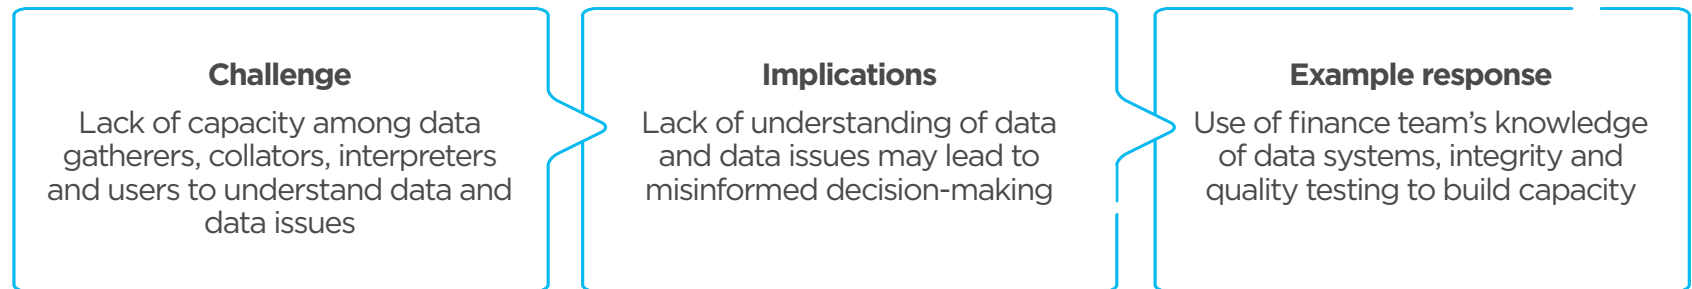 Challenge
Lack of capacity among data
gatherers, collators, interpreters
and users to understand data and
data issues
Implications
Lack of understanding of data
and data issues may lead to
misinformed decision-making
Example response
Use of finance team’s knowledge
of data systems, integrity and
quality testing to build capacity